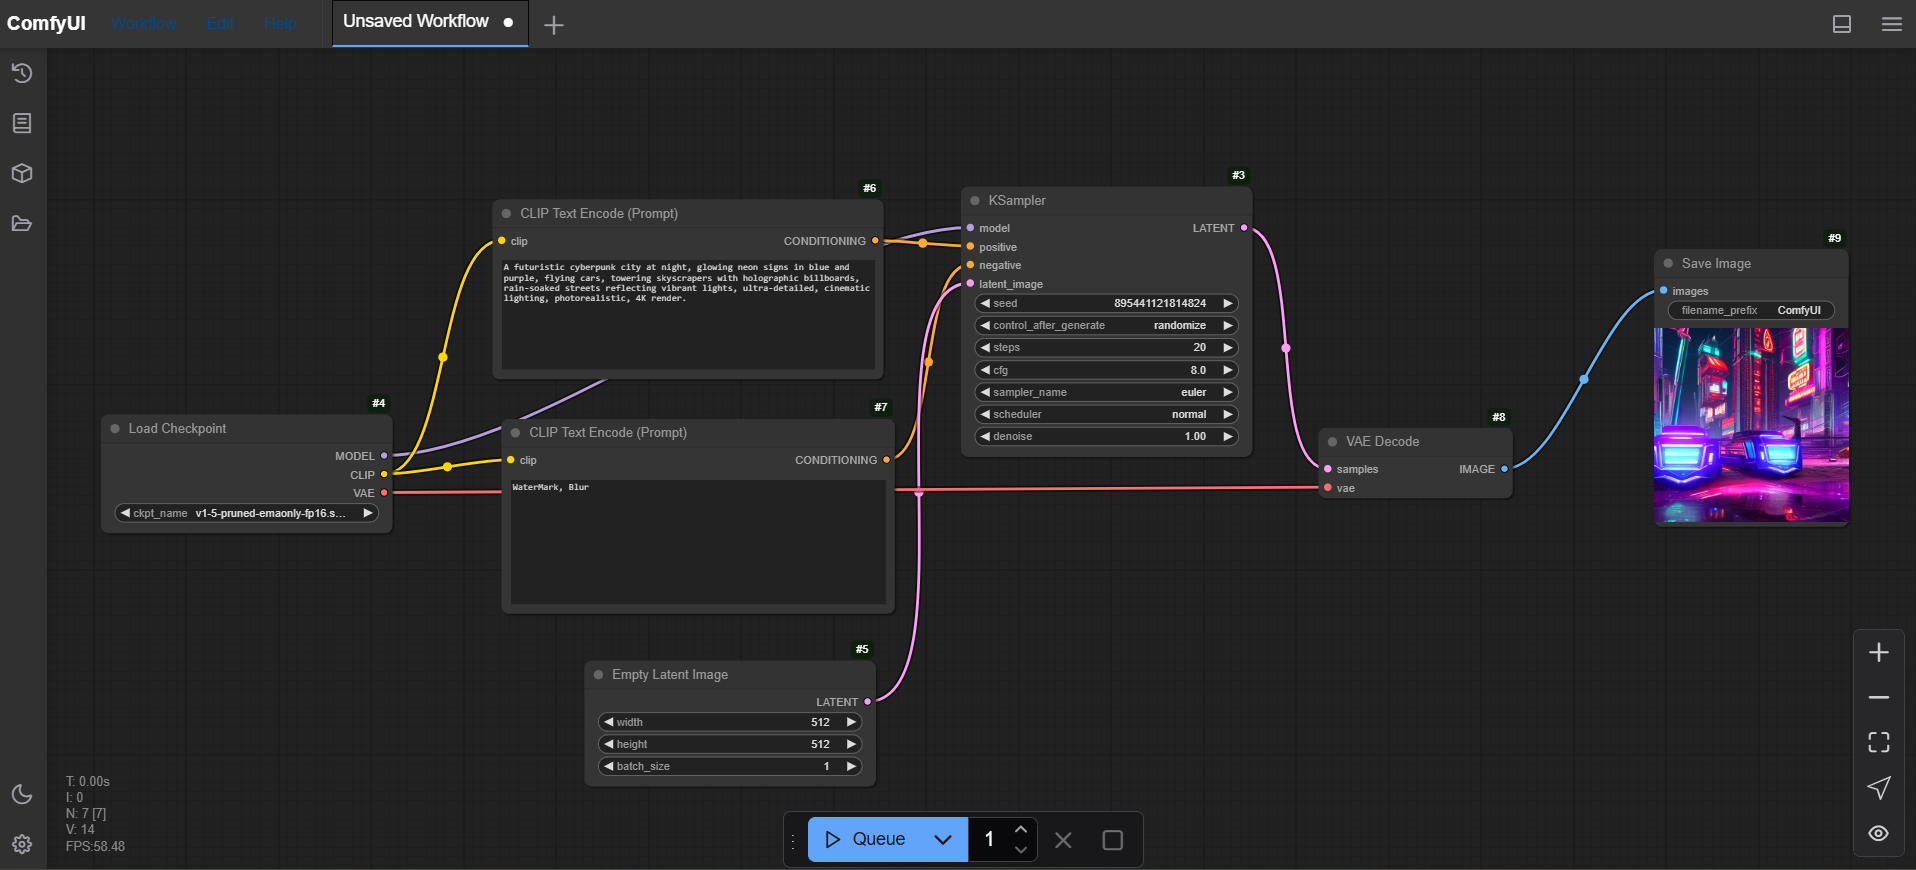 ComfyUI
Workflow
Edit
Help
Unsaved Workflow
#6
CLIP Text Encode (Prompt)
clip
CONDITIONING
A futuristic cyberpunk city at night, glowing neon signs in blue and
purple, flying cars, towering skyscrapers with holographic billboards,
rain-soaked streets reflecting vibrant lights, ultra-detailed, cinematic
lighting, photorealistic, 4K render.
#3
KSampler
model
LATENT
positive
negative
latent_image
seed 895441121814824
control_after_generate randomize
steps 20
cfg 8.0
sampler_name euler
scheduler normal
denoise 1.00
#9
Save Image
images
filename_prefix ComfyUI
#4
Load Checkpoint
MODEL
CLIP
VAE
ckpt_name v1-5-pruned-emaonly-fp16.s...
#7
CLIP Text Encode (Prompt)
clip
CONDITIONING
WaterMark, Blur
#8
VAE Decode
samples
IMAGE
vae
#5
Empty Latent Image
LATENT
width 512
height 512
batch_size 1
T: 0.00s
I: 0
N: 7 [7]
V: 14
FPS:58.48
Queue
1